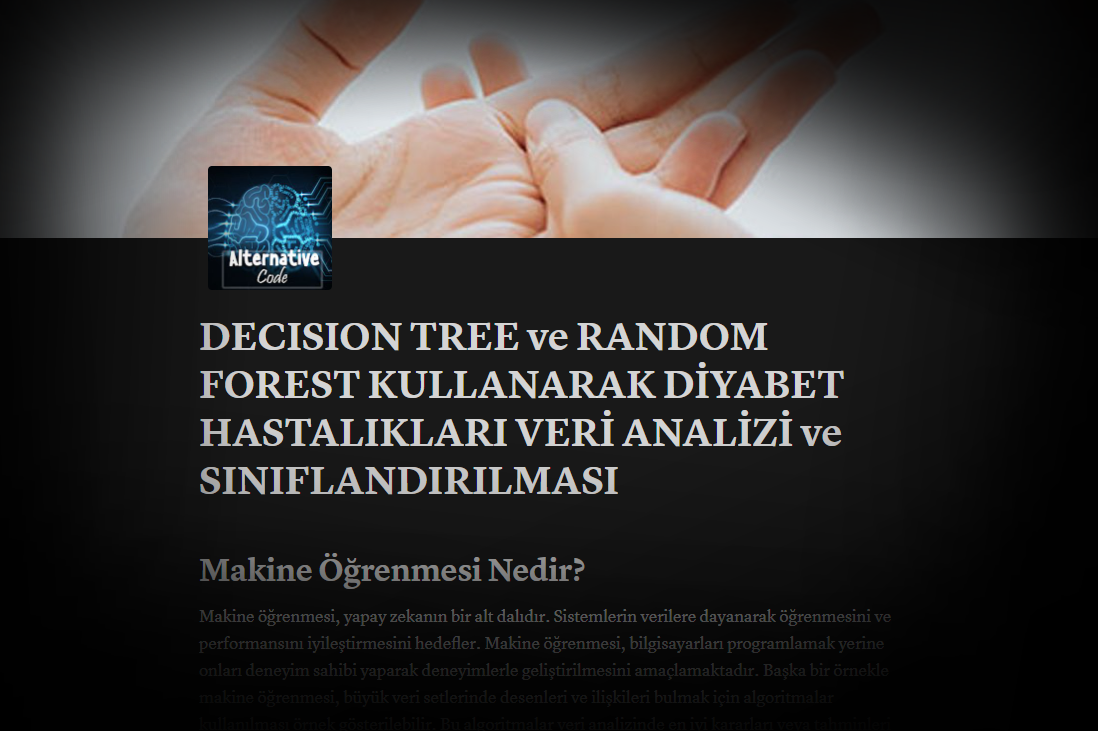 Alternative
Code
DECISION TREE ve RANDOM
FOREST KULLANARAK DİYABET
HASTALIKLARI VERİ ANALİZİ ve
SINIFLANDIRILMASI
Makine Öğrenmesi Nedir?
Makine öğrenmesi, yapay zekanın bir alt dalıdır. Sistemlerin verilere dayanarak öğrenmesini ve
performansını iyileştirmesini hedefler. Makine öğrenmesi, bilgisayarları programlamak yerine
onları deneyim sahibi yaparak deneyimlerle geliştirilmesini amaçlamaktadır. Başka bir örnekle
makine öğrenmesi, büyük veri setlerinde desenleri ve ilişkileri bulmak için algoritmalar
kullanılması örnek gösterilebilir. Bu algoritmalar veri analizinde en iyi kararları veya tahminleri